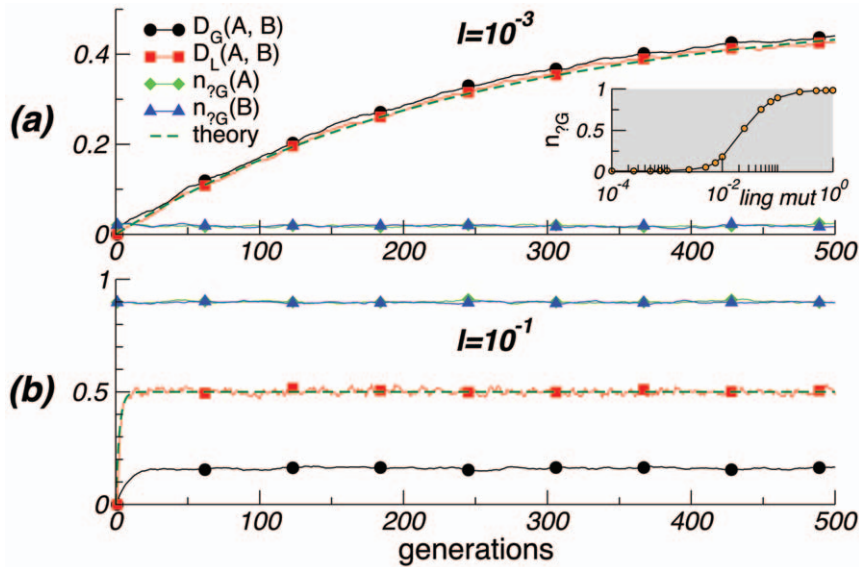 (a)
0.4
0.2
0
D_G(A, B)
D_L(A, B)
n_?G(A)
n_?G(B)
theory
l=10^-3
n_?G
1
0.5
0
10^-4
10^-2
ling mut
10^0
0 100 200 300 400 500
(b)
1
0.5
0
l=10^-1
0 100 200 300 400 500
generations